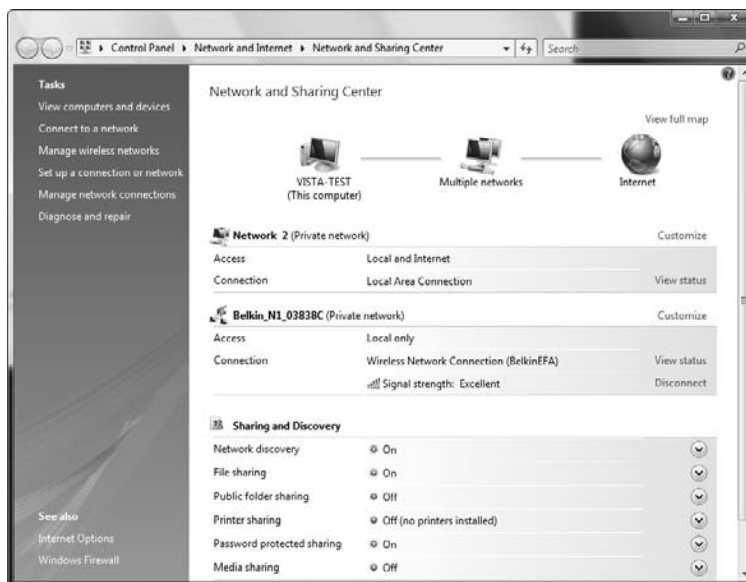 Control Panel Network and Internet Network and Sharing Center Search
Tasks
View computers and devices
Connect to a network
Manage wireless networks
Set up a connection or network
Manage network connections
Diagnose and repair
See also
Internet Options
Windows Firewall
Network and Sharing Center
View full map
VISTA-TEST
(This computer)
Multiple networks
Internet
Network 2 (Private network) Customize
Access Local and Internet
Connection Local Area Connection View status
Belkin_N1_03838C (Private network) Customize
Access Local only
Connection Wireless Network Connection (BelkinEFA) View status
Signal strength: Excellent Disconnect
Sharing and Discovery
Network discovery On
File sharing On
Public folder sharing Off
Printer sharing Off (no printers installed)
Password protected sharing On
Media sharing Off